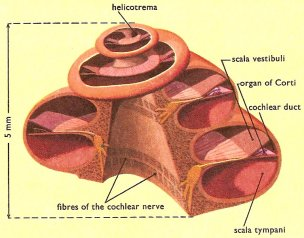 helicotrema
scala vestibuli
organ of Corti
cochlear duct
5 mm
fibres of the cochlear nerve
scala tympani